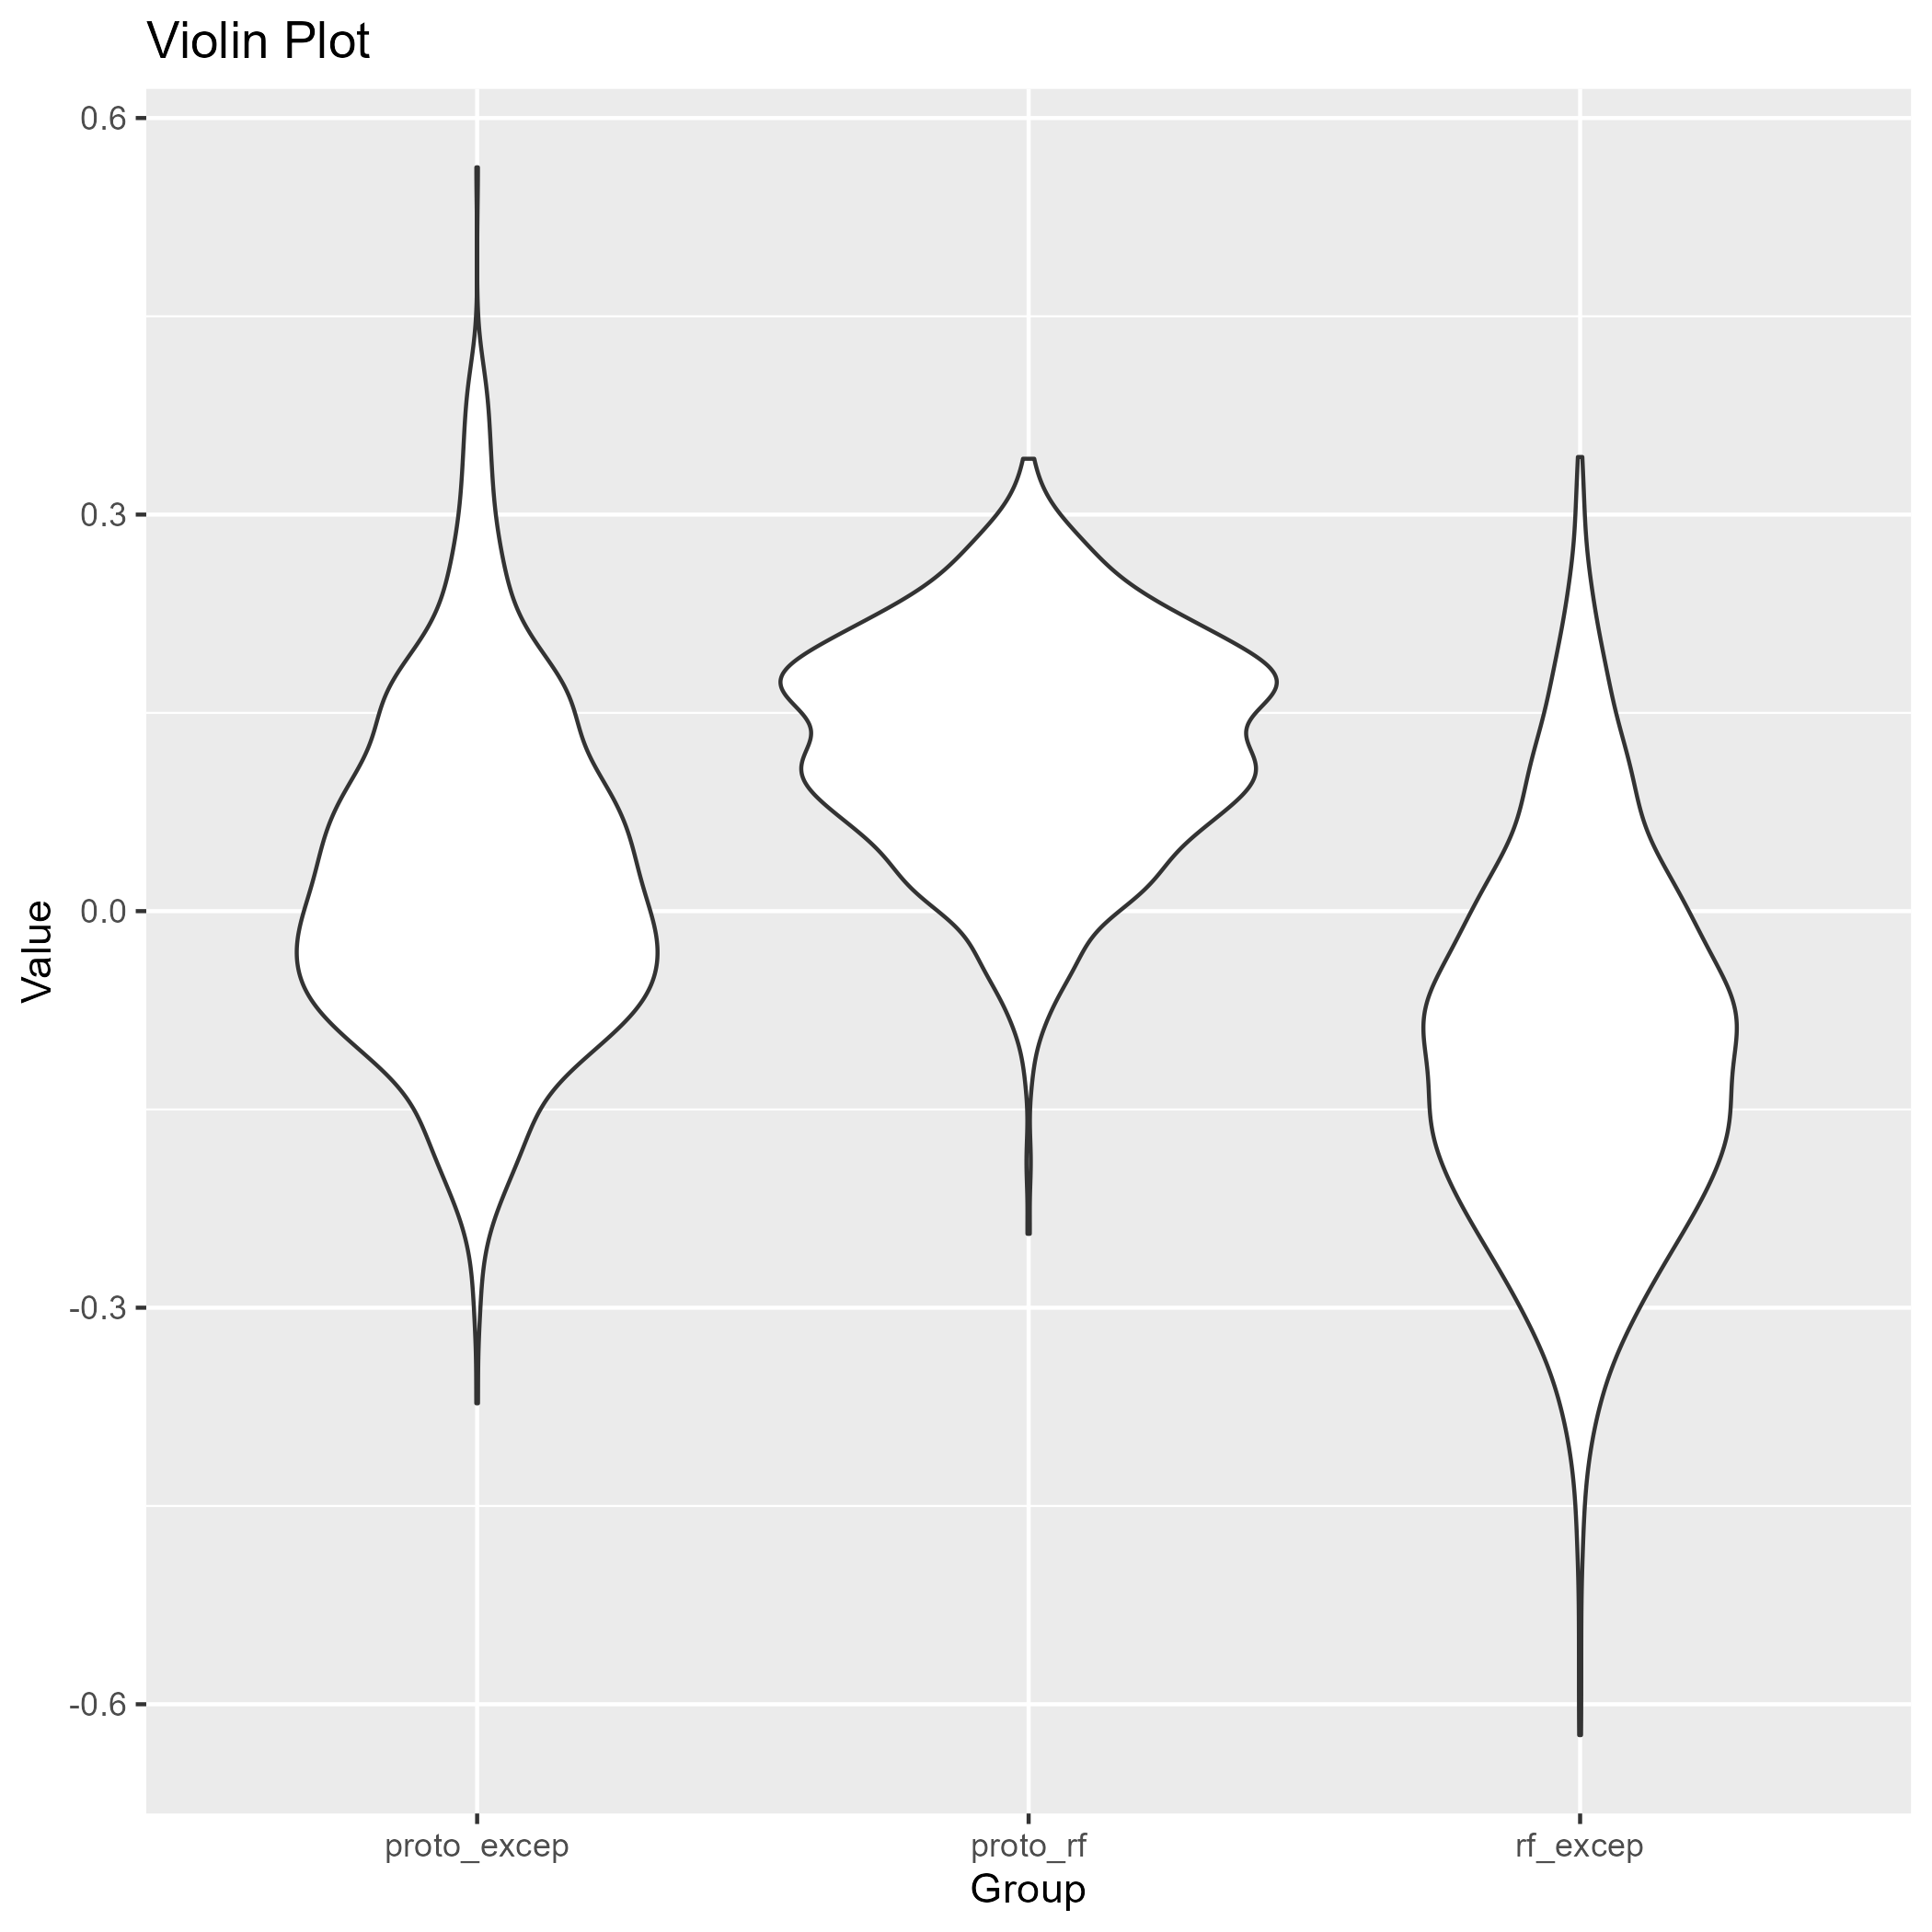 Violin Plot
0.6
0.3
0.0
-0.3
-0.6
Value
proto_excep
proto_rf
rf_excep
Group